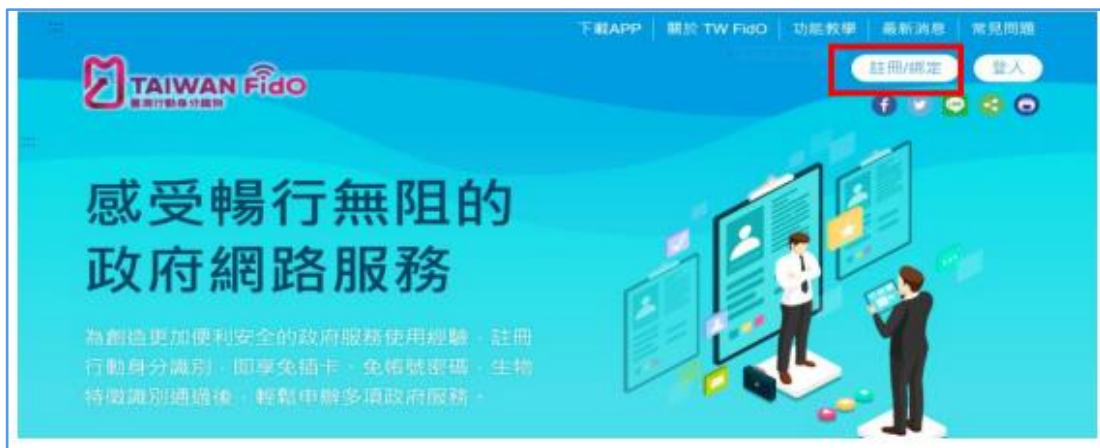 下載APP | 關於 TW FidO | 功能教學 | 最新消息 | 常見問題
註冊/綁定 登入
TAIWAN FidO
臺灣行動身分識別
感受暢行無阻的
政府網路服務
為創造更加便利安全的政府服務使用經驗，註冊
行動身分識別，即享免插卡、免帳號密碼，生物
特徵識別通過後，輕鬆申辦多項政府服務。